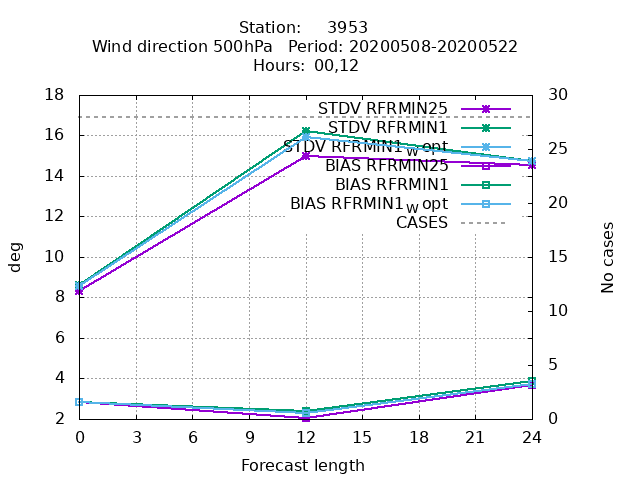 Station: 3953
Wind direction 500hPa Period: 20200508-20200522
Hours: 00,12
18
16
14
12
10
8
6
4
2
deg
30
25
20
15
10
5
0
No cases
STDV RFRMIN25
STDV RFRMIN1
STDV RFRMIN1w opt
BIAS RFRMIN25
BIAS RFRMIN1
BIAS RFRMIN1w opt
CASES
0 3 6 9 12 15 18 21 24
Forecast length